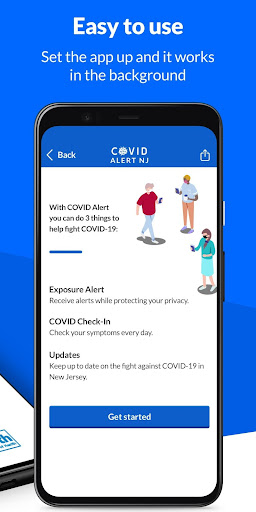 Easy to use
Set the app up and it works
in the background
Back
COVID
ALERT NJ
With COVID Alert
you can do 3 things to
help fight COVID-19:
Exposure Alert
Receive alerts while protecting your privacy.
COVID Check-In
Check your symptoms every day.
Updates
Keep up to date on the fight against COVID-19 in
New Jersey.
Get started